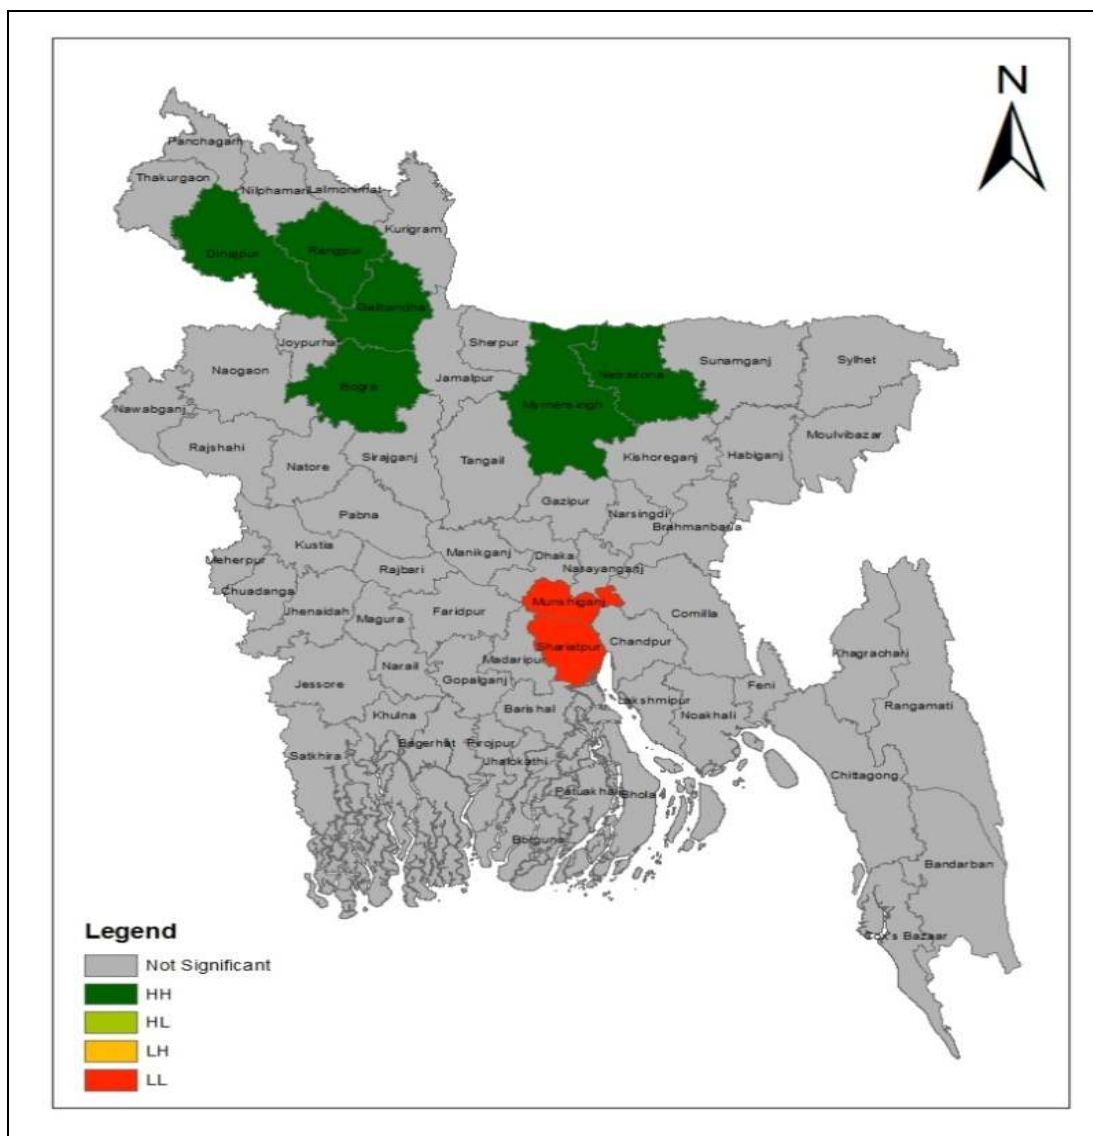 N
Panchagarh
Thakurgaon
Nilphamari
Lalmonirhat
Kurigram
Dinajpur
Rangpur
Gaibandha
Joypurha
Sherpur
Sunamganj
Sylhet
Naogaon
Bogra
Jamalpur
Netrakona
Mymensingh
Nawabganj
Rajshahi
Natore
Sirajganj
Tangail
Kishoreganj
Habiganj
Moulvibazar
Gazipur
Narsingdi
Pabna
Brahmanbaria
Kustia
Meherpur
Manikganj
Dhaka
Rajbari
Narayanganj
Chuadanga
Jhenaidah
Magura
Faridpur
Munshiganj
Comilla
Shariatpur
Chandpur
Khagrachari
Narail
Madaripur
Jessore
Gopalganj
Feni
Lakshmipur
Rangamati
Khulna
Barishal
Noakhali
Satkhira
Bagerhat
Pirojpur
Jhalokathi
Chittagong
Patuakhali
Bhola
Borguna
Bandarban
Cox's Bazaar
Legend
Not Significant
HH
HL
LH
LL